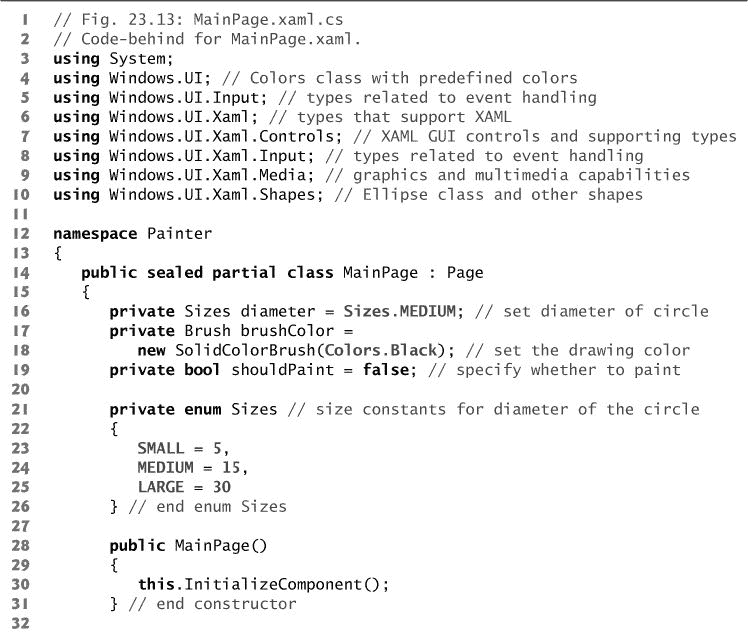 1 // Fig. 23.13: MainPage.xaml.cs
2 // Code-behind for MainPage.xaml.
3 using System;
4 using Windows.UI; // Colors class with predefined colors
5 using Windows.UI.Input; // types related to event handling
6 using Windows.UI.Xaml; // types that support XAML
7 using Windows.UI.Xaml.Controls; // XAML GUI controls and supporting types
8 using Windows.UI.Xaml.Input; // types related to event handling
9 using Windows.UI.Xaml.Media; // graphics and multimedia capabilities
10 using Windows.UI.Xaml.Shapes; // Ellipse class and other shapes
11
12 namespace Painter
13 {
14    public sealed partial class MainPage : Page
15    {
16       private Sizes diameter = Sizes.MEDIUM; // set diameter of circle
17       private Brush brushColor =
18          new SolidColorBrush(Colors.Black); // set the drawing color
19       private bool shouldPaint = false; // specify whether to paint
20
21       private enum Sizes // size constants for diameter of the circle
22       {
23          SMALL = 5,
24          MEDIUM = 15,
25          LARGE = 30
26       } // end enum Sizes
27
28       public MainPage()
29       {
30          this.InitializeComponent();
31       } // end constructor
32